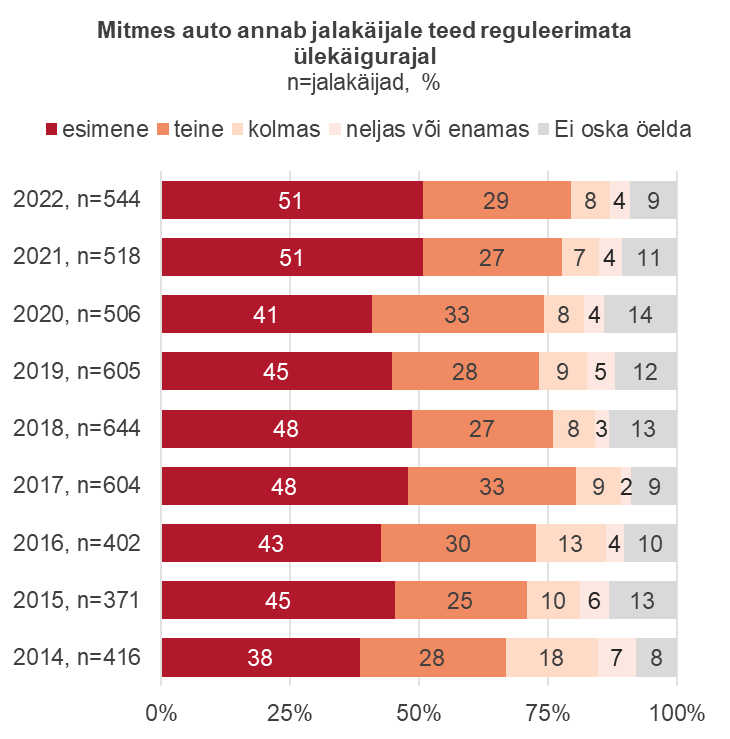 Mitmes auto annab jalakäijale teed reguleerimata
ülekäigurajal
n=jalakäijad, %
esimene teine kolmas neljas või enamas Ei oska öelda
2022, n=544 51 29 8 4 9
2021, n=518 51 27 7 4 11
2020, n=506 41 33 8 4 14
2019, n=605 45 28 9 5 12
2018, n=644 48 27 8 3 13
2017, n=604 48 33 9 2 9
2016, n=402 43 30 13 4 10
2015, n=371 45 25 10 6 13
2014, n=416 38 28 18 7 8
0% 25% 50% 75% 100%